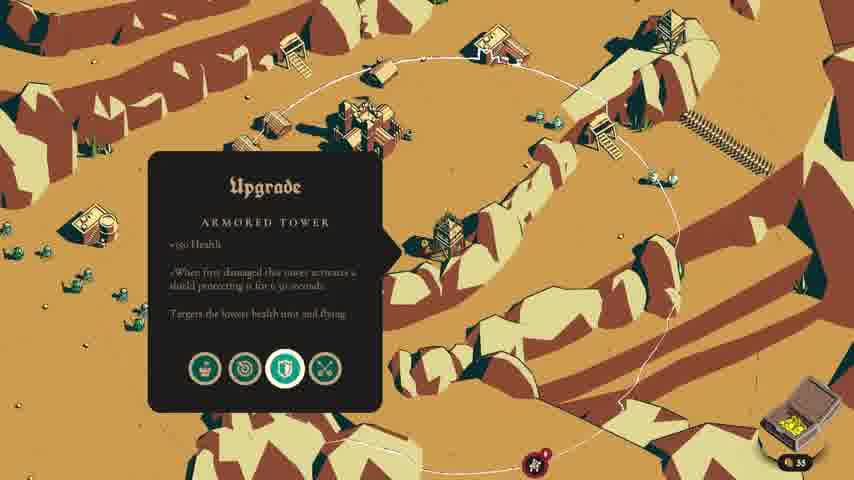 Upgrade
ARMORED TOWER
Health
When first damaged this tower activates a
shield protecting it for 6.50 seconds.
Targets the lowest health unit and flying.
35